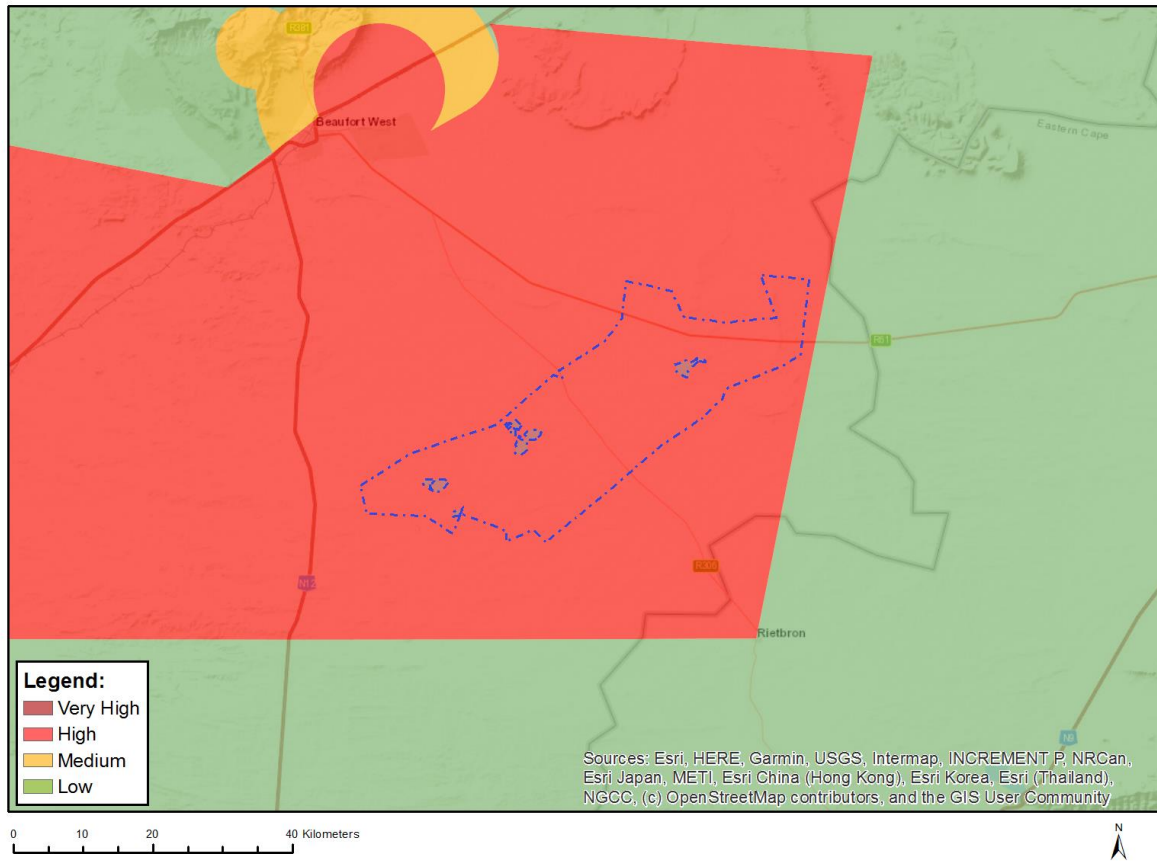 R381
Beaufort West
Eastern Cape
R61
R306
N12
Rietbron
N9
Legend:
Very High
High
Medium
Low
Sources: Esri, HERE, Garmin, USGS, Intermap, INCREMENT P, NRCan,
Esri Japan, METI, Esri China (Hong Kong), Esri Korea, Esri (Thailand),
NGCC, (c) OpenStreetMap contributors, and the GIS User Community
0 10 20 40 Kilometers
N